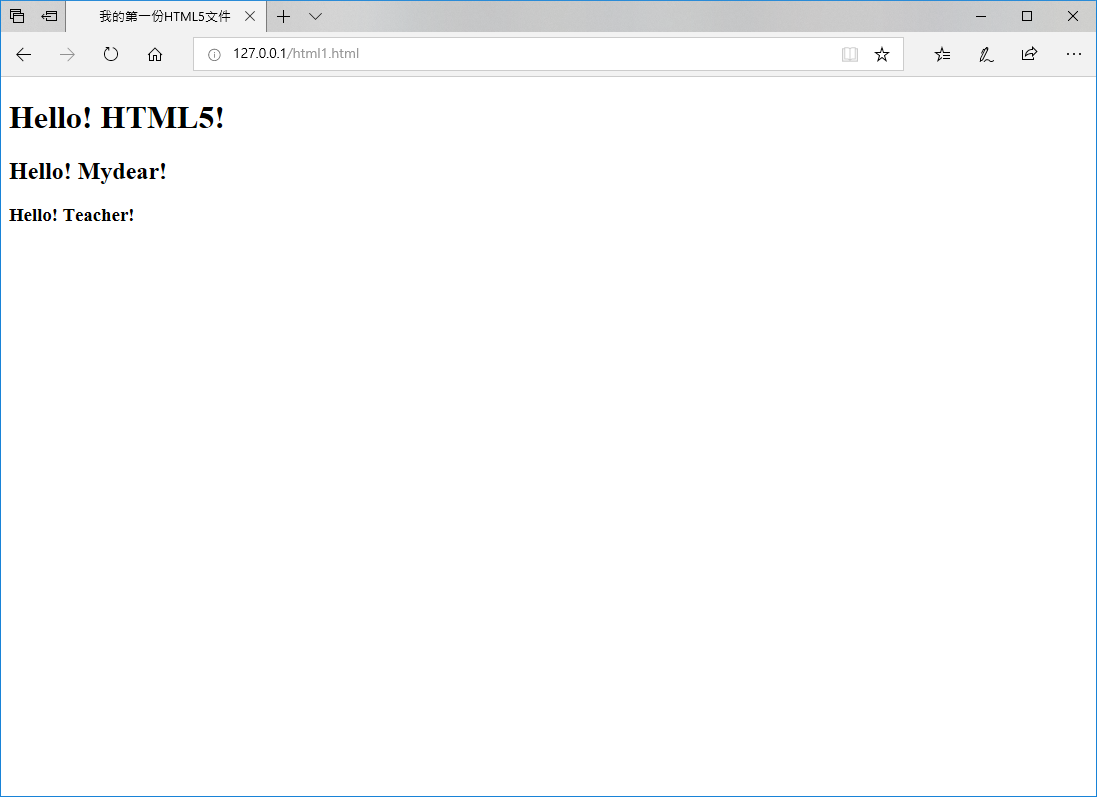 我的第一份HTML5文件
127.0.0.1/html1.html
Hello! HTML5!
Hello! Mydear!
Hello! Teacher!